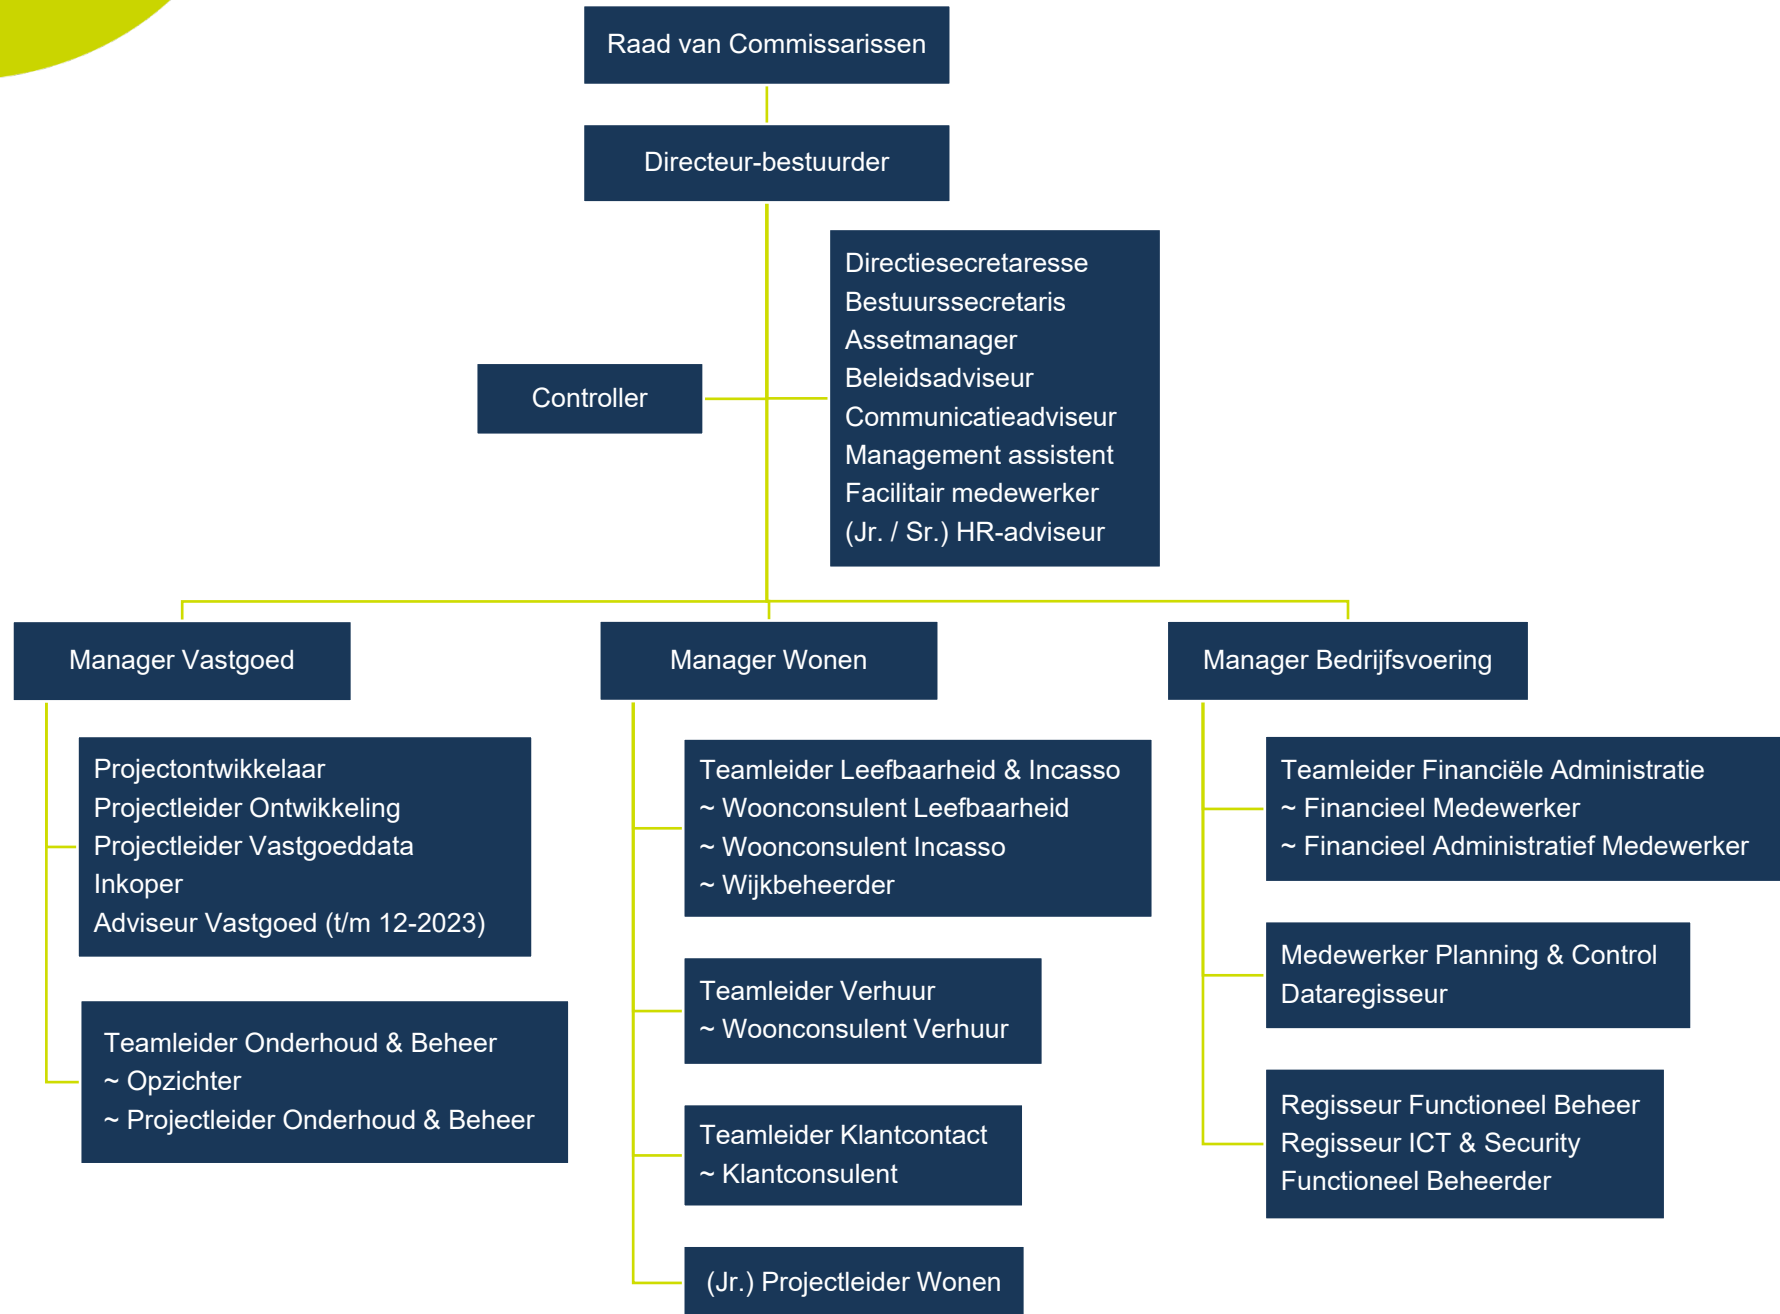 Raad van Commissarissen
Directeur-bestuurder
Directiesecretaresse
Bestuurssecretaris
Assetmanager
Beleidsadviseur
Communicatieadviseur
Management assistent
Facilitair medewerker
(Jr. / Sr.) HR-adviseur
Controller
Manager Vastgoed
Projectontwikkelaar
Projectleider Ontwikkeling
Projectleider Vastgoeddata
Inkoper
Adviseur Vastgoed (t/m 12-2023)
Teamleider Onderhoud & Beheer
~ Opzichter
~ Projectleider Onderhoud & Beheer
Manager Wonen
Teamleider Leefbaarheid & Incasso
~ Woonconsulent Leefbaarheid
~ Woonconsulent Incasso
~ Wijkbeheerder
Teamleider Verhuur
~ Woonconsulent Verhuur
Teamleider Klantcontact
~ Klantconsulent
(Jr.) Projectleider Wonen
Manager Bedrijfsvoering
Teamleider Financiële Administratie
~ Financieel Medewerker
~ Financieel Administratief Medewerker
Medewerker Planning & Control
Dataregisseur
Regisseur Functioneel Beheer
Regisseur ICT & Security
Functioneel Beheerder